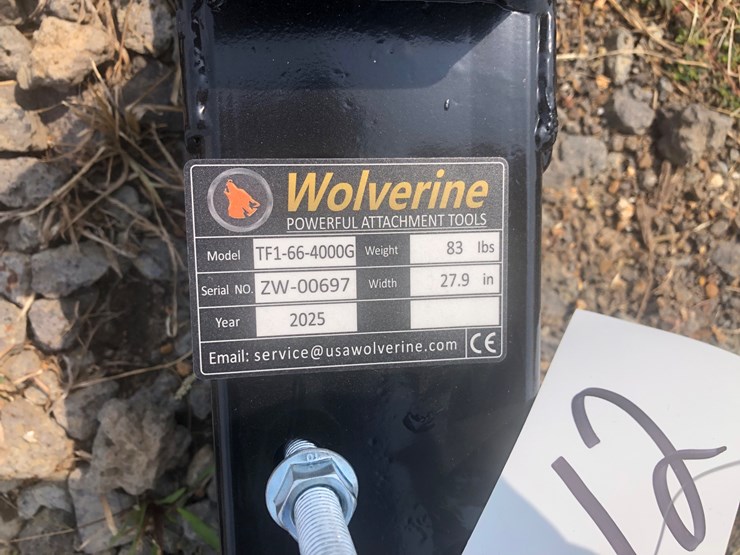 Wolverine
POWERFUL ATTACHMENT TOOLS
Model TF1-66-4000G Weight 83 lbs
Serial NO. ZW-00697 Width 27.9 in
Year 2025
Email: service@usawolverine.com CE
12